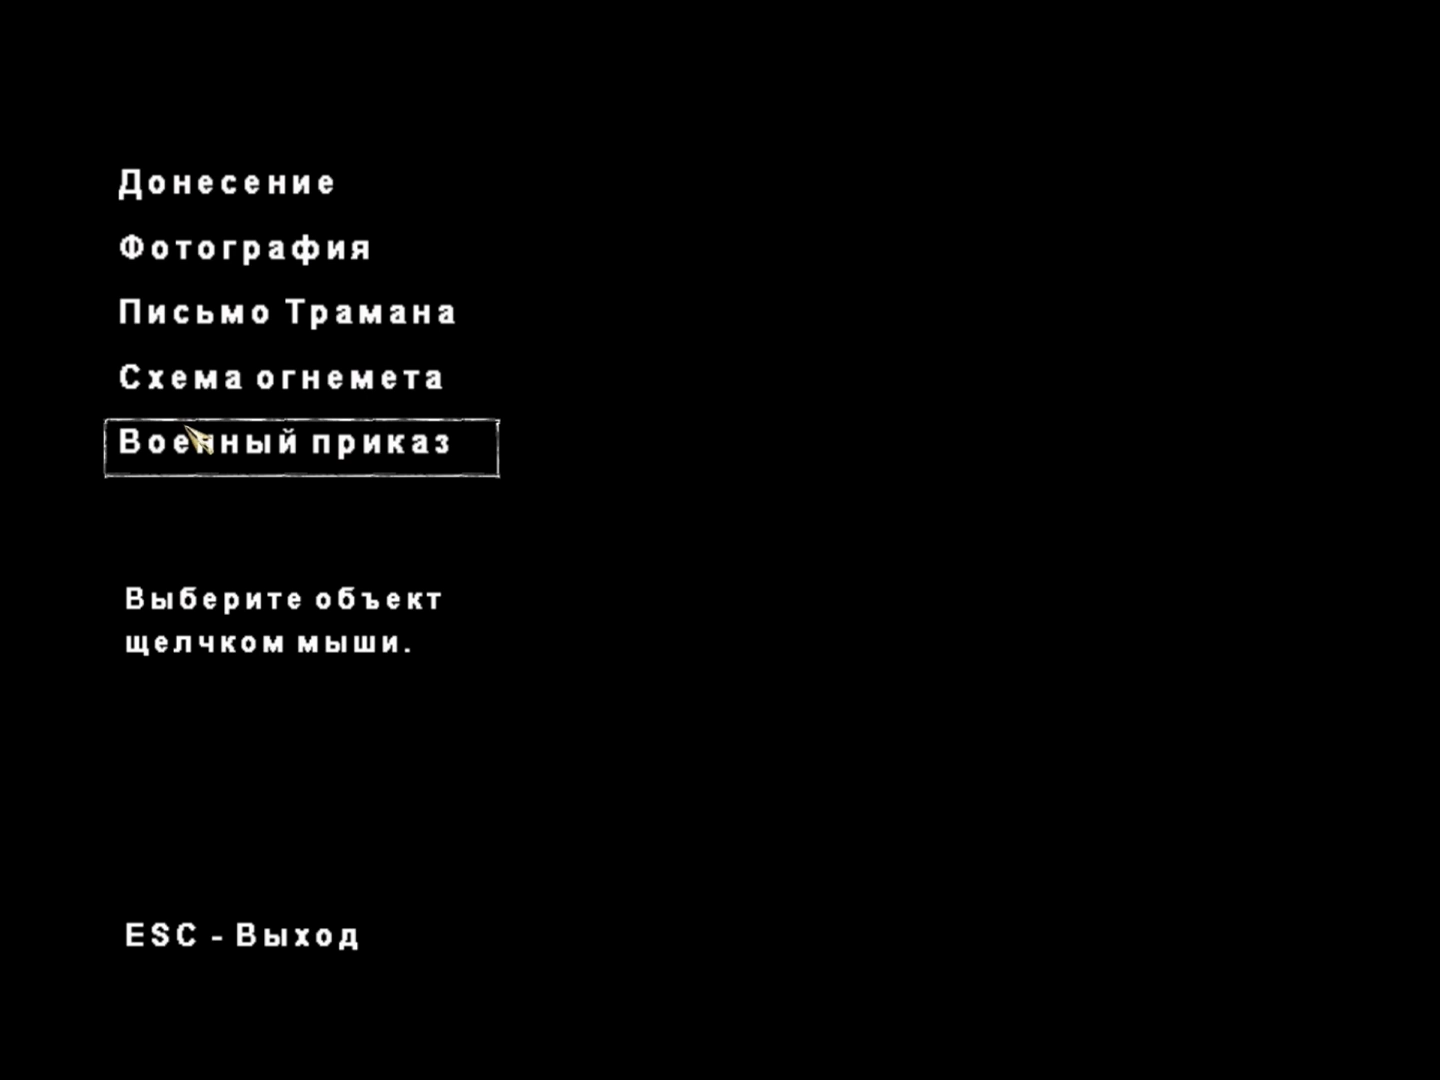 Донесение
Фотография
Письмо Трамана
Схема огнемета
Военный приказ
Выберите объект
щелчком мыши.
ESC - Выход